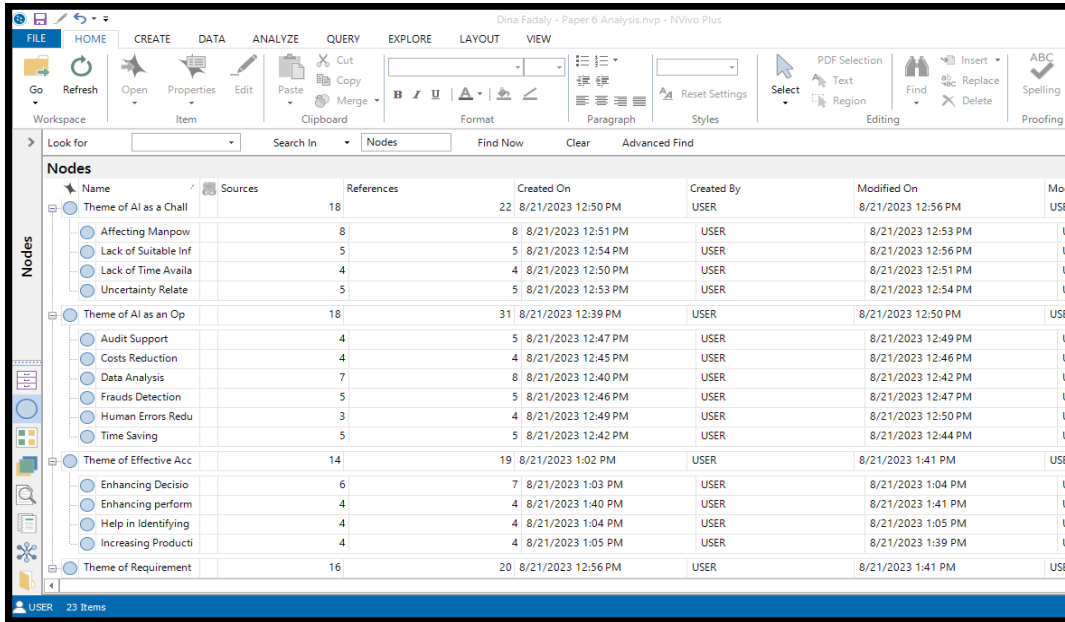 Dina Fadaly - Paper 6 Analysis.nvp - NVivo Plus
FILE HOME CREATE DATA ANALYZE QUERY EXPLORE LAYOUT VIEW
Go Refresh Open Properties Edit Paste Cut Copy Merge
B I U A
Reset Settings
Select PDF Selection Text Region Find Insert Replace Delete ABC Spelling
Workspace Item Clipboard Format Paragraph Styles Editing Proofing
Look for Search In Nodes Find Now Clear Advanced Find
Nodes
Nodes
Name Sources References Created On Created By Modified On Mo
Theme of AI as a Chall 18 22 8/21/2023 12:50 PM USER 8/21/2023 12:56 PM USE
Affecting Manpow 8 8 8/21/2023 12:51 PM USER 8/21/2023 12:53 PM
Lack of Suitable Inf 5 5 8/21/2023 12:54 PM USER 8/21/2023 12:56 PM
Lack of Time Availa 4 4 8/21/2023 12:50 PM USER 8/21/2023 12:51 PM
Uncertainty Relate 5 5 8/21/2023 12:53 PM USER 8/21/2023 12:54 PM
Theme of AI as an Op 18 31 8/21/2023 12:39 PM USER 8/21/2023 12:50 PM USE
Audit Support 4 5 8/21/2023 12:47 PM USER 8/21/2023 12:49 PM
Costs Reduction 4 4 8/21/2023 12:45 PM USER 8/21/2023 12:46 PM
Data Analysis 7 8 8/21/2023 12:40 PM USER 8/21/2023 12:42 PM
Frauds Detection 5 5 8/21/2023 12:46 PM USER 8/21/2023 12:47 PM
Human Errors Redu 3 4 8/21/2023 12:49 PM USER 8/21/2023 12:50 PM
Time Saving 5 5 8/21/2023 12:42 PM USER 8/21/2023 12:44 PM
Theme of Effective Acc 14 19 8/21/2023 1:02 PM USER 8/21/2023 1:41 PM USE
Enhancing Decisio 6 7 8/21/2023 1:03 PM USER 8/21/2023 1:04 PM
Enhancing perform 4 4 8/21/2023 1:40 PM USER 8/21/2023 1:41 PM
Help in Identifying 4 4 8/21/2023 1:04 PM USER 8/21/2023 1:05 PM
Increasing Producti 4 4 8/21/2023 1:05 PM USER 8/21/2023 1:39 PM
Theme of Requirement 16 20 8/21/2023 12:56 PM USER 8/21/2023 1:41 PM USE
USER 23 Items